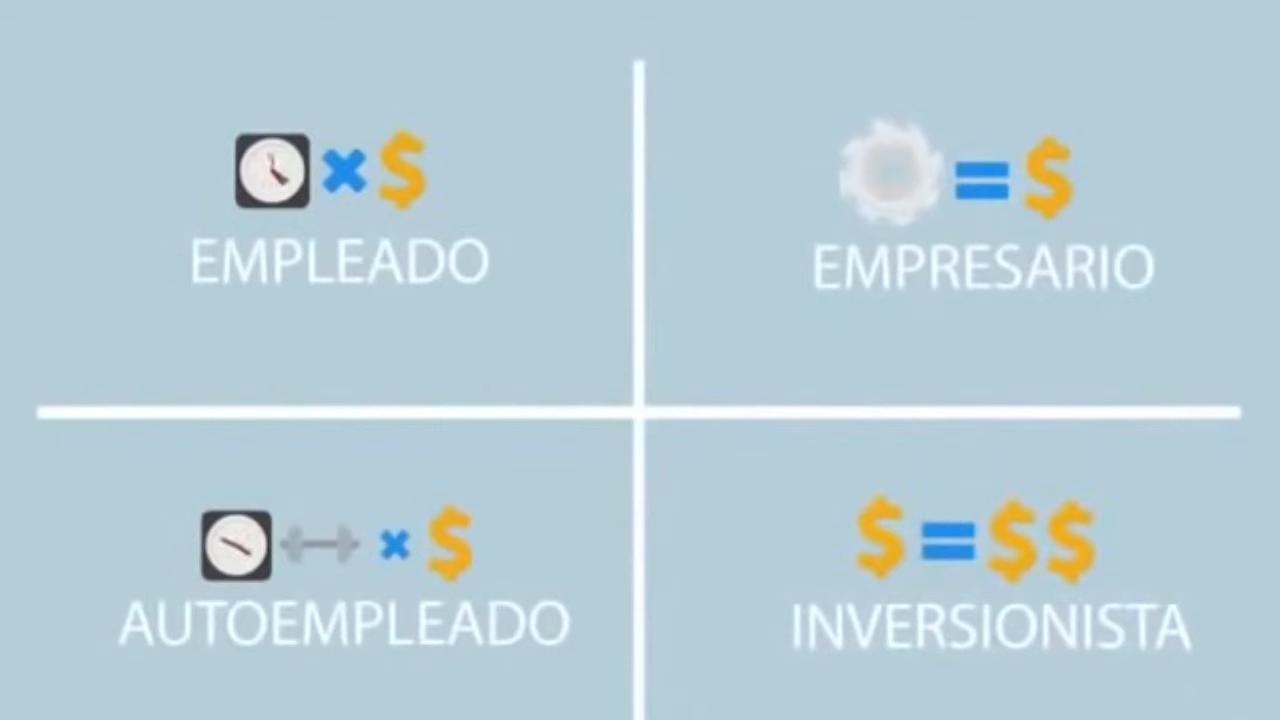 ×$
EMPLEADO
=$
EMPRESARIO
×$
AUTOEMPLEADO
$=$$
INVERSIONISTA